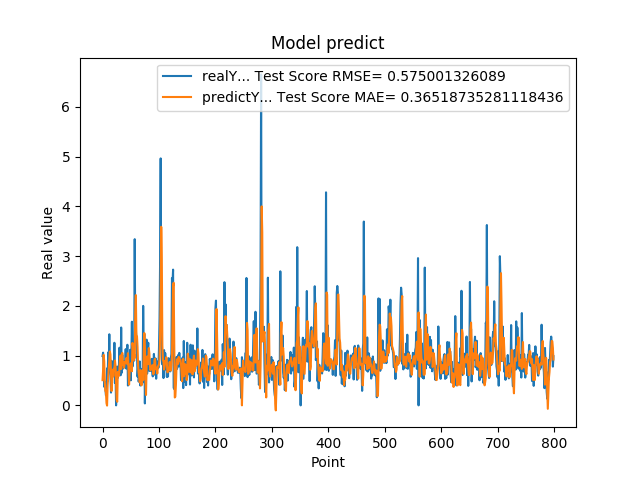 Model predict
realY... Test Score RMSE= 0.575001326089
predictY... Test Score MAE= 0.36518735281118436
Real value
6
5
4
3
2
1
0
0 100 200 300 400 500 600 700 800
Point